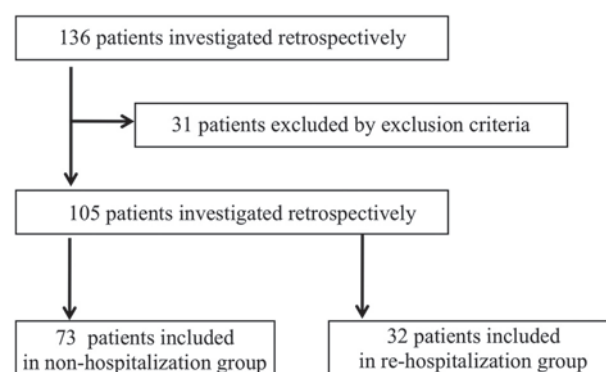 136 patients investigated retrospectively
31 patients excluded by exclusion criteria
105 patients investigated retrospectively
73 patients included
in non-hospitalization group
32 patients included
in re-hospitalization group